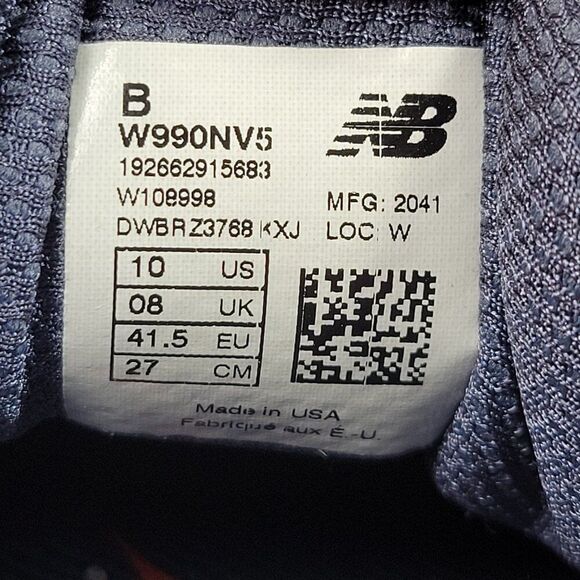 B
W990NV5
192662915683
W108998
DWBRZ3768 KXJ
NB
MFG: 2041
LOC: W
10 US
08 UK
41.5 EU
27 CM
Made in USA
Fabriqué aux É.-U.